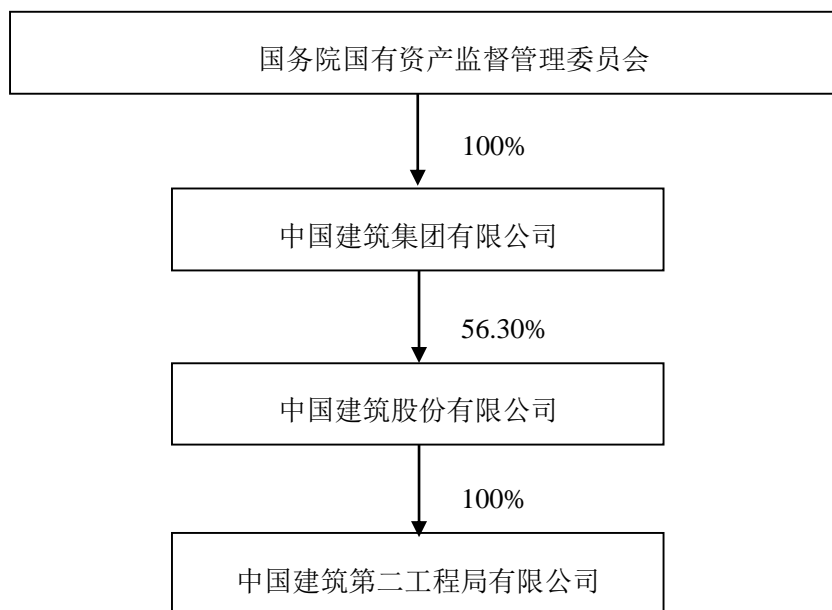 国务院国有资产监督管理委员会
100%
中国建筑集团有限公司
56.30%
中国建筑股份有限公司
100%
中国建筑第二工程局有限公司